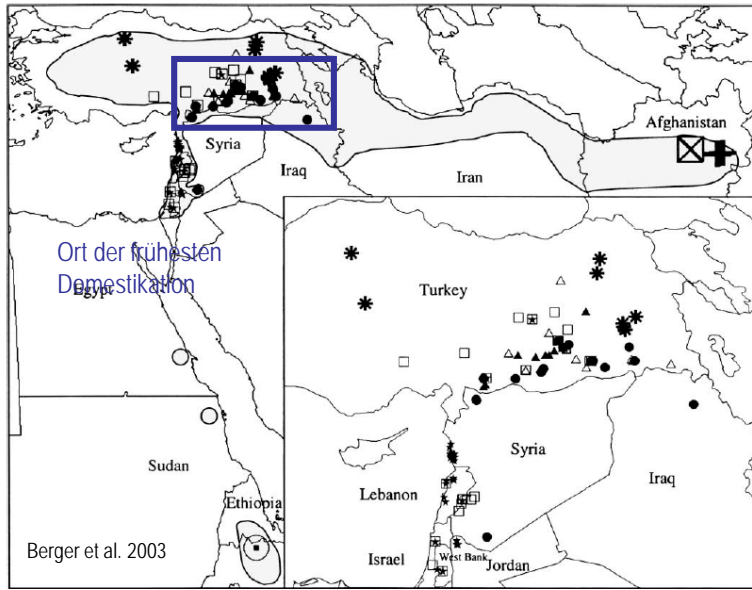 Afghanistan
Syria
Iraq
Iran
Ort der frühesten
Domestikation
Egypt
Turkey
Sudan
Syria
Lebanon
Iraq
Ethiopia
Berger et al. 2003
Israel
West Bank
Jordan